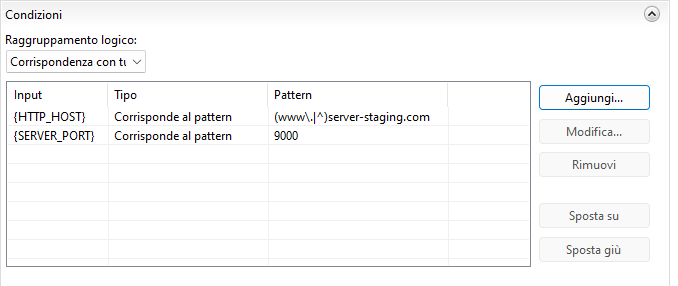 Condizioni
Raggruppamento logico:
Corrispondenza con tu
Input Tipo Pattern
{HTTP_HOST} Corrisponde al pattern (www\.|^)server-staging.com
{SERVER_PORT} Corrisponde al pattern 9000
Aggiungi...
Modifica...
Rimuovi
Sposta su
Sposta giù